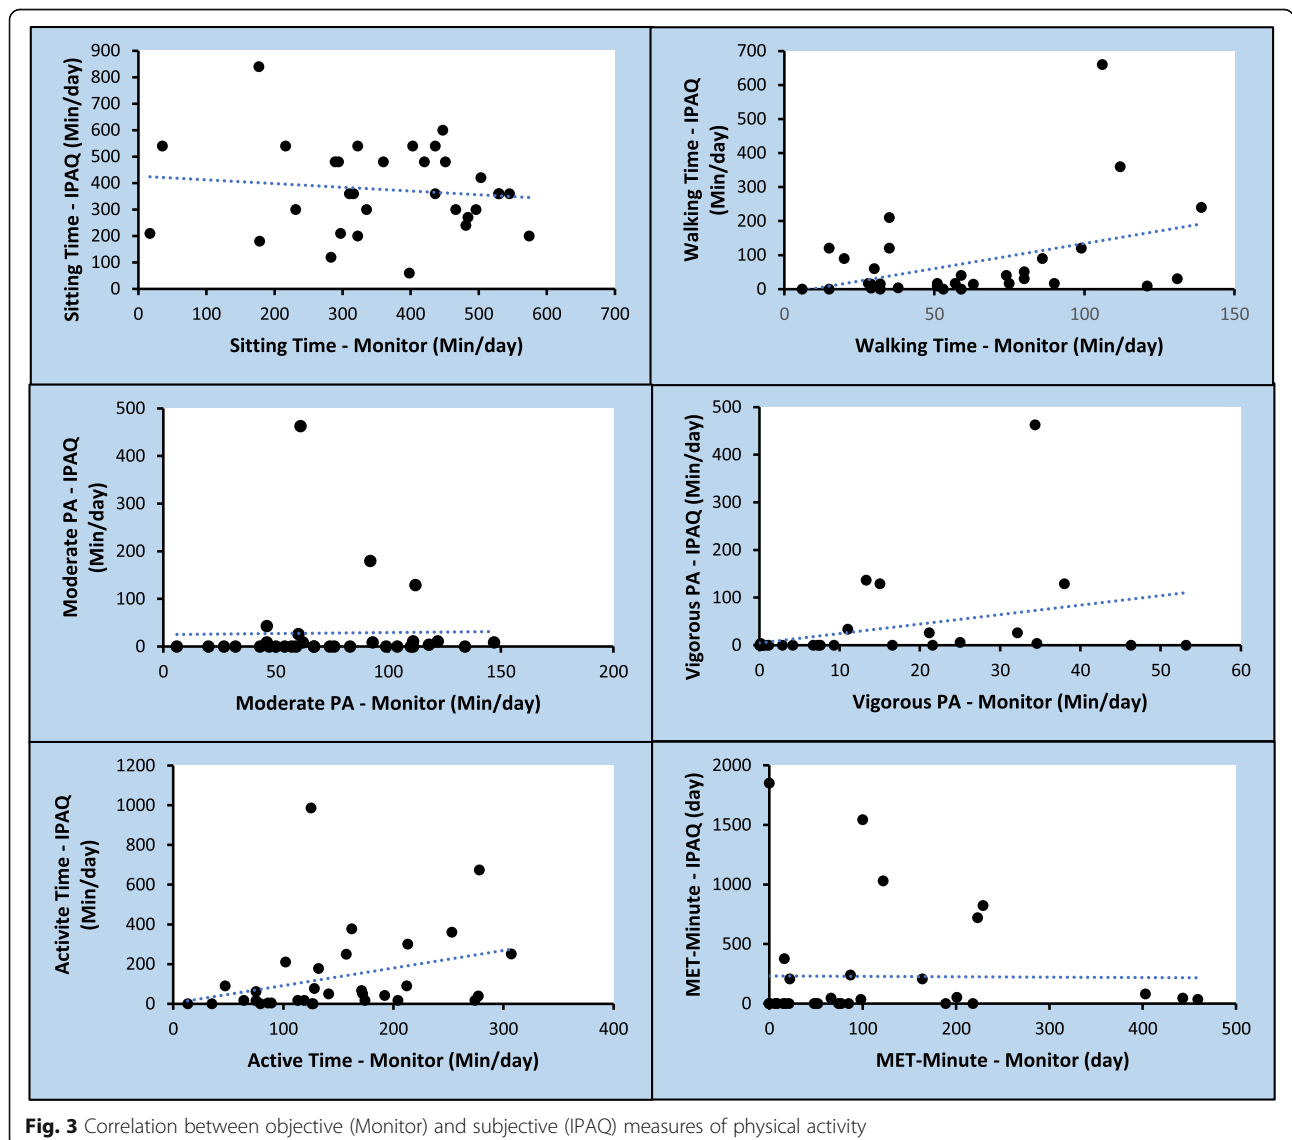 Sitting Time - IPAQ (Min/day)
900
800
700
600
500
400
300
200
100
0
0 100 200 300 400 500 600 700
Sitting Time - Monitor (Min/day)
Walking Time - IPAQ
(Min/day)
700
600
500
400
300
200
100
0
0 50 100 150
Walking Time - Monitor (Min/day)
Moderate PA - IPAQ
(Min/day)
500
400
300
200
100
0
0 50 100 150 200
Moderate PA - Monitor (Min/day)
Vigorous PA - IPAQ (Min/day)
500
400
300
200
100
0
0 10 20 30 40 50 60
Vigorous PA - Monitor (Min/day)
Activite Time - IPAQ
(Min/day)
1200
1000
800
600
400
200
0
0 100 200 300 400
Active Time - Monitor (Min/day)
MET-Minute - IPAQ (day)
2000
1500
1000
500
0
0 100 200 300 400 500
MET-Minute - Monitor (day)
Fig. 3 Correlation between objective (Monitor) and subjective (IPAQ) measures of physical activity